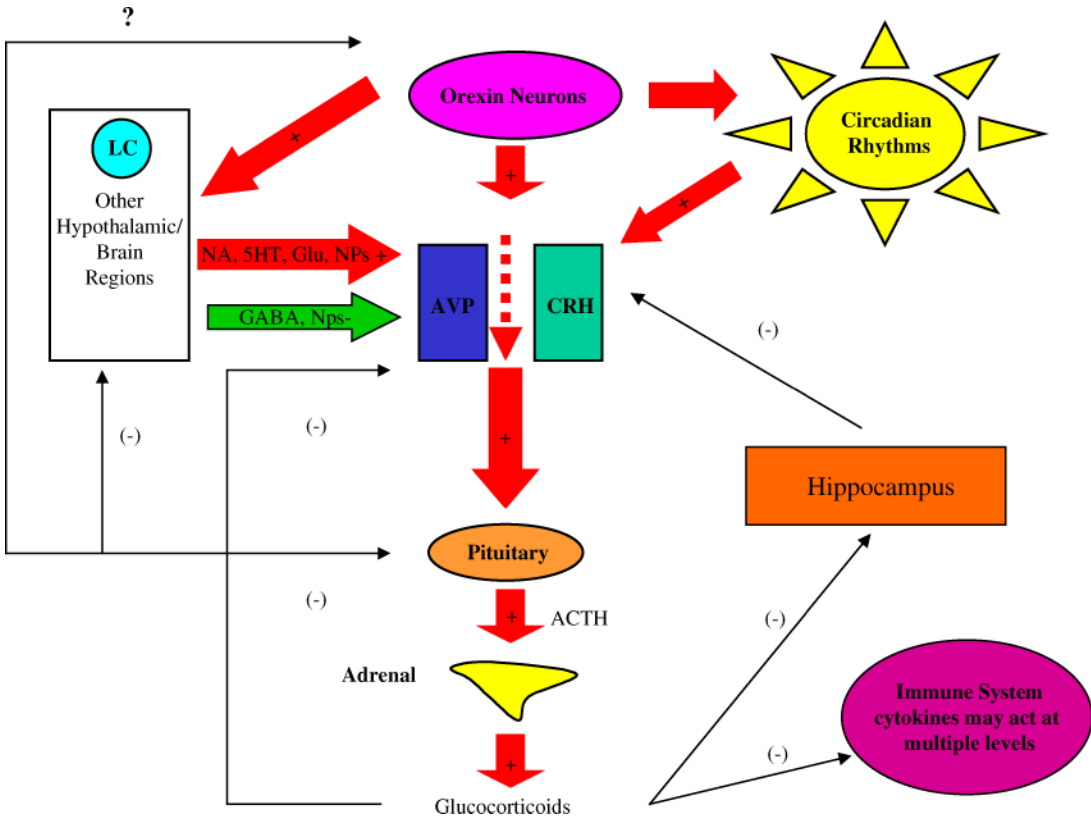 ?
Orexin Neurons
Circadian
Rhythms
LC
Other
Hypothalamic/
Brain
Regions
+
+
+
NA, 5HT, Glu, NPs +
GABA, Nps-
AVP
CRH
(-)
(-)
(-)
+
Hippocampus
Pituitary
(-)
+
ACTH
(-)
Adrenal
Immune System
cytokines may act at
multiple levels
+
(-)
Glucocorticoids